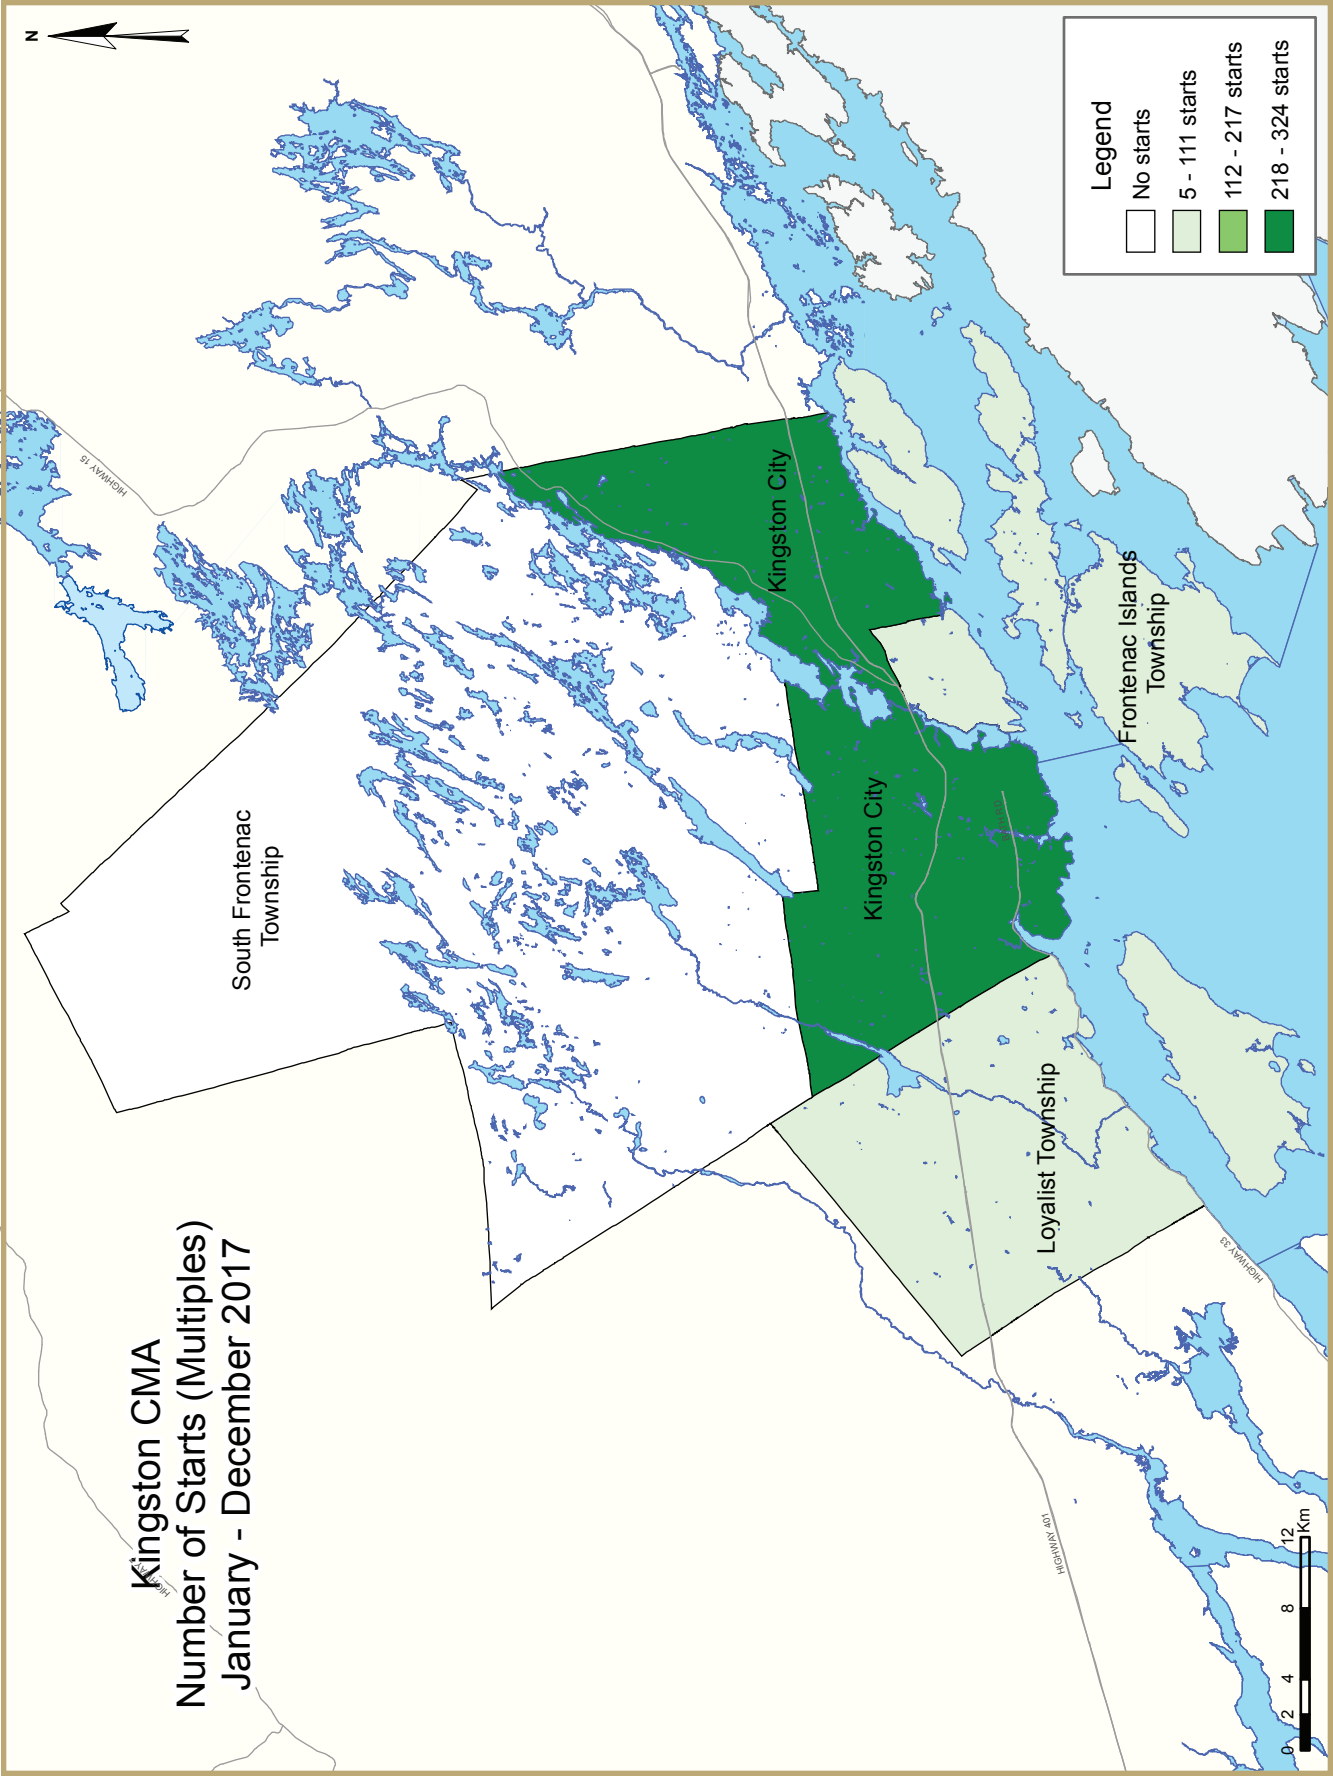 Kingston CMA
Number of Starts (Multiples)
January - December 2017
N
HIGHWAY 15
South Frontenac
Township
Kingston City
Kingston City
Loyalist Township
Frontenac Islands
Township
HIGHWAY 33
HIGHWAY 401
0 2 4 8 12
Km
Legend
No starts
5 - 111 starts
112 - 217 starts
218 - 324 starts